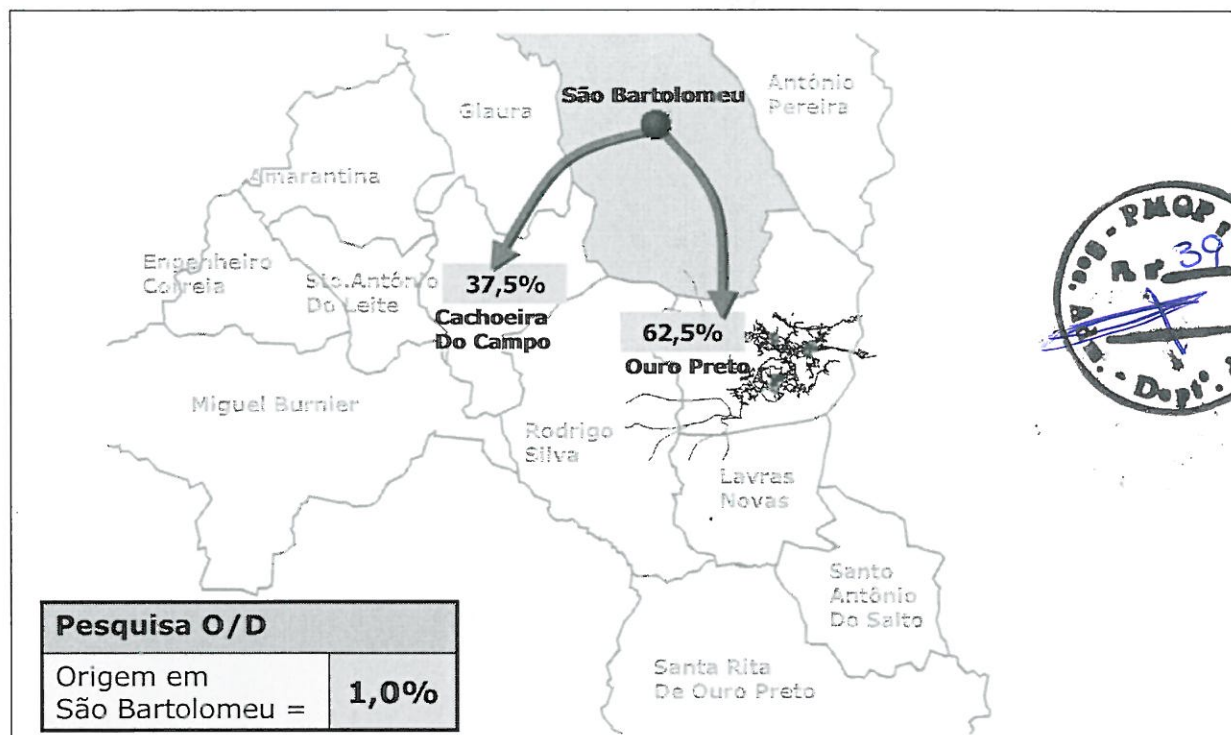 São Bartolomeu
António
Pereira
Glaura
Amarantina
Engenheiro
Correia
Sto.António
Do Leite
37,5%
Cachoeira
Do Campo
62,5%
Ouro Preto
Miguel Burnier
Rodrigo
Silva
Lavras
Novas
Santo
Antônio
Do Salto
Santa Rita
De Ouro Preto
Pesquisa O/D
Origem em
São Bartolomeu =
1,0%
PMOP
39
Deptº.